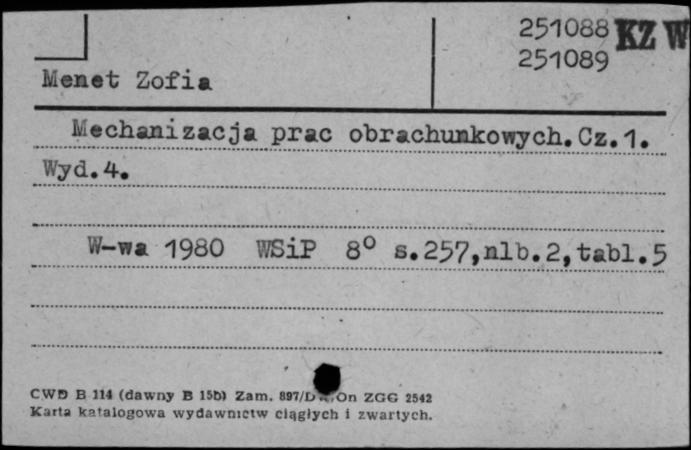 251088 KZ W
251089
Menet Zofia
Mechanizacja prac obrachunkowych. Cz. 1.
Wyd. 4.
W-wa 1980 WSiP 8° s. 257, nlb. 2, tabl. 5
CWD B 114 (dawny B 15b) Zam. 897/D On ZGG 2542
Karta katalogowa wydawnictw ciągłych i zwartych.